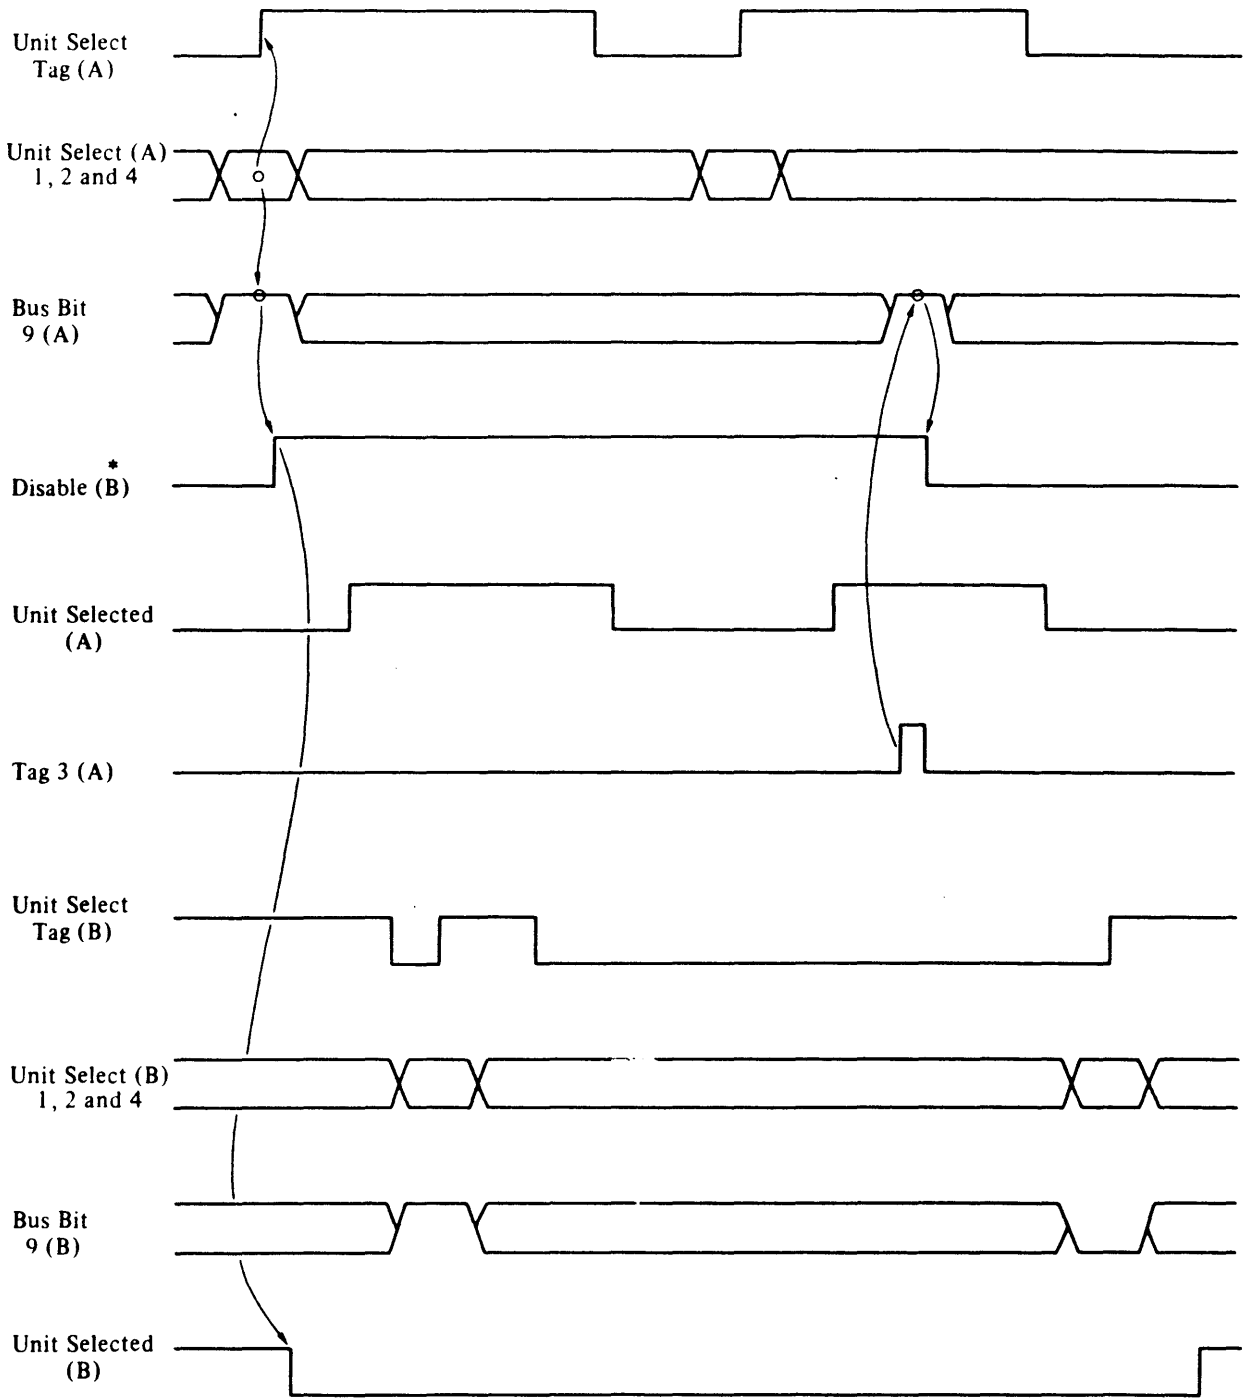 Unit Select
Tag (A)
Unit Select (A)
1, 2 and 4
Bus Bit
9 (A)
*
Disable (B)
Unit Selected
(A)
Tag 3 (A)
Unit Select
Tag (B)
Unit Select (B)
1, 2 and 4
Bus Bit
9 (B)
Unit Selected
(B)